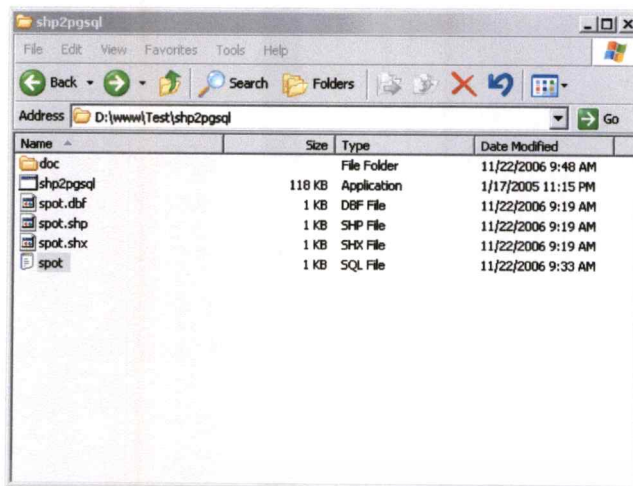 shp2pgsql
File Edit View Favorites Tools Help
Back Search Folders
Address D:\www\Test\shp2pgsql Go
Name Size Type Date Modified
doc File Folder 11/22/2006 9:48 AM
shp2pgsql 118 KB Application 1/17/2005 11:15 PM
spot.dbf 1 KB DBF File 11/22/2006 9:19 AM
spot.shp 1 KB SHP File 11/22/2006 9:19 AM
spot.shx 1 KB SHX File 11/22/2006 9:19 AM
spot 1 KB SQL File 11/22/2006 9:33 AM